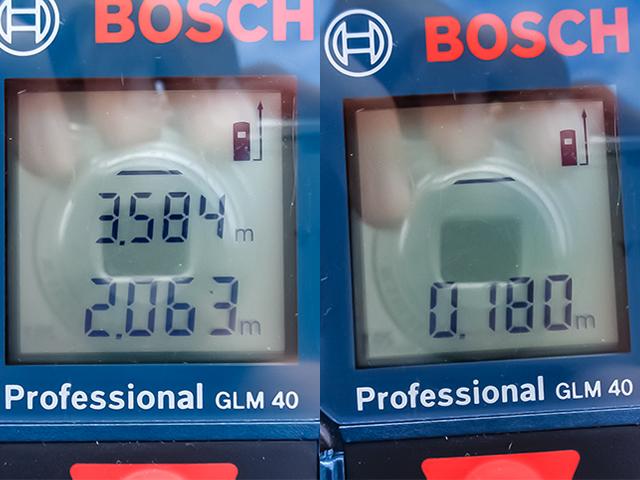 BOSCH
3.584 m
2.063 m
Professional GLM 40
BOSCH
0.180 m
Professional GLM 40